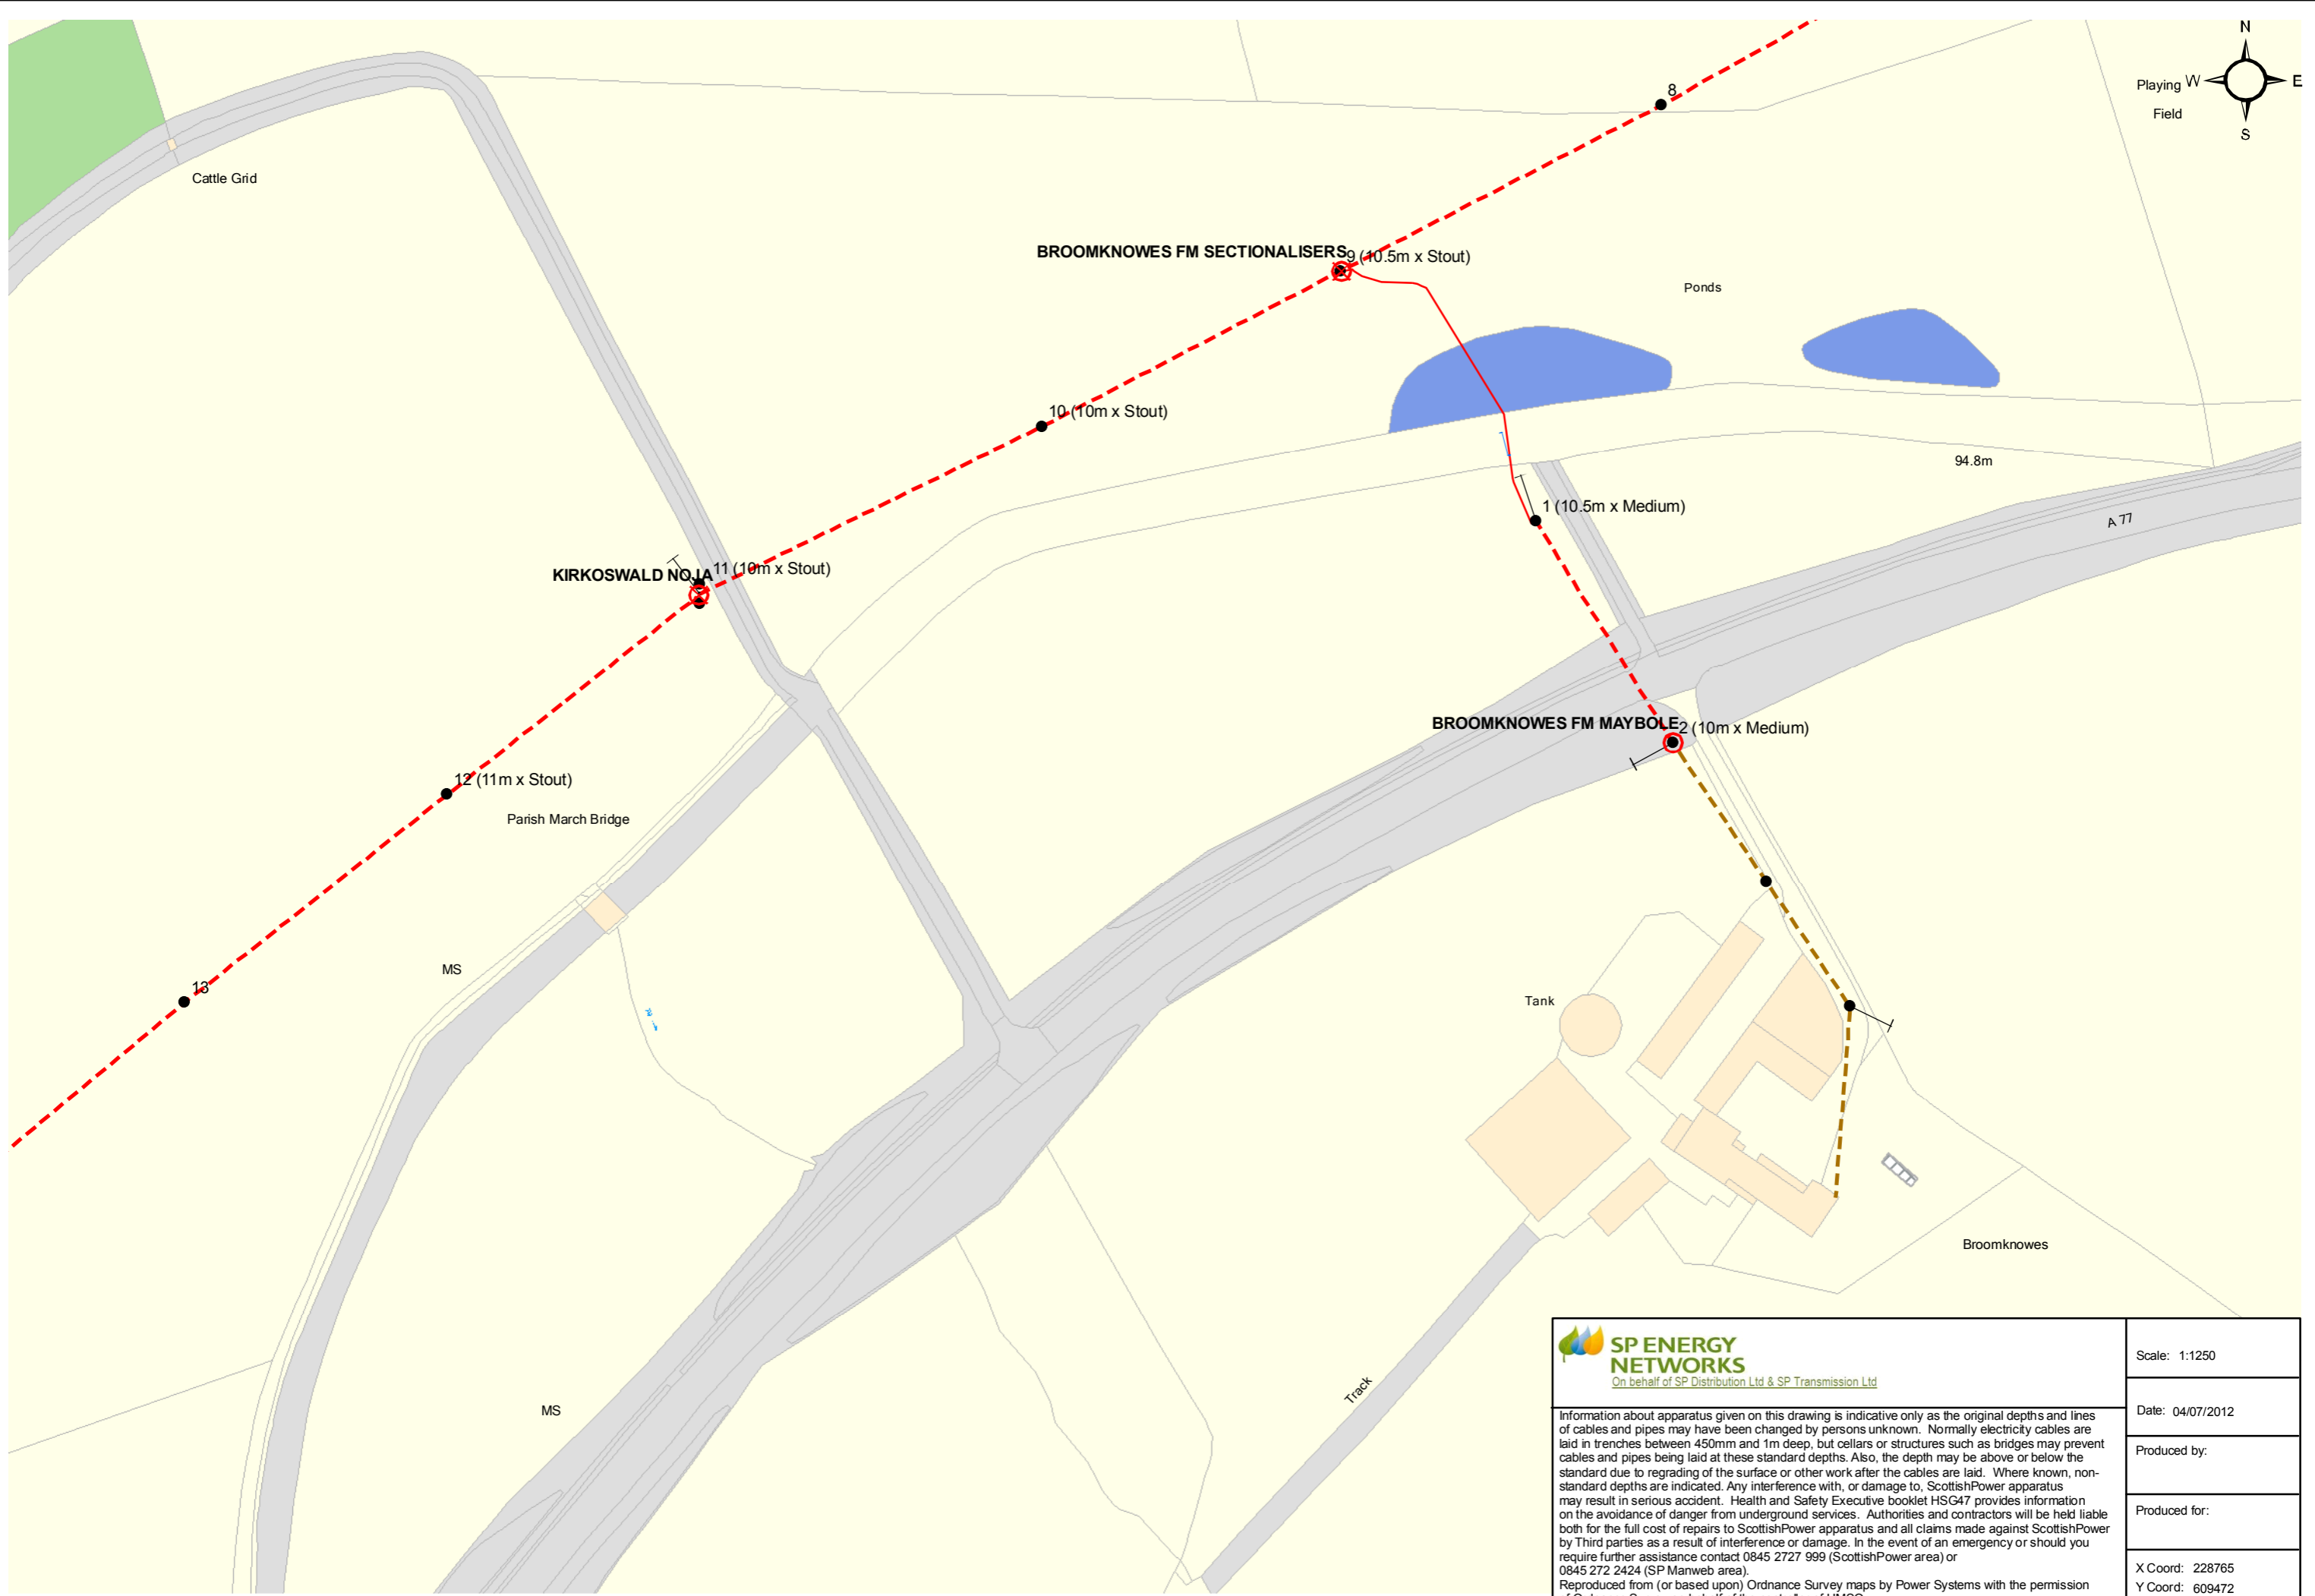 N
8
Playing
W
E
Field
S
Cattle Grid
BROOMKNOWES FM SECTIONALISERS
9 (10.5m x Stout)
Ponds
10 (10m x Stout)
94.8m
1 (10.5m x Medium)
A 77
KIRKOSWALD NOJA
11 (10m x Stout)
BROOMKNOWES FM MAYBOLE
2 (10m x Medium)
12 (11m x Stout)
Parish March Bridge
MS
13
Tank
Broomknowes
Track
MS
SP ENERGY
NETWORKS
On behalf of SP Distribution Ltd & SP Transmission Ltd
Information about apparatus given on this drawing is indicative only as the original depths and lines
of cables and pipes may have been changed by persons unknown. Normally electricity cables are
laid in trenches between 450mm and 1m deep, but cellars or structures such as bridges may prevent
cables and pipes being laid at these standard depths. Also, the depth may be above or below the
standard due to regrading of the surface or other work after the cables are laid. Where known, non-
standard depths are indicated. Any interference with, or damage to, ScottishPower apparatus
may result in serious accident. Health and Safety Executive booklet HSG47 provides information
on the avoidance of danger from underground services. Authorities and contractors will be held liable
both for the full cost of repairs to ScottishPower apparatus and all claims made against ScottishPower
by Third parties as a result of interference or damage. In the event of an emergency or should you
require further assistance contact 0845 2727 999 (ScottishPower area) or
0845 272 2424 (SP Manweb area).
Reproduced from (or based upon) Ordnance Survey maps by Power Systems with the permission
Scale: 1:1250
Date: 04/07/2012
Produced by:
Produced for:
X Coord: 228765
Y Coord: 609472